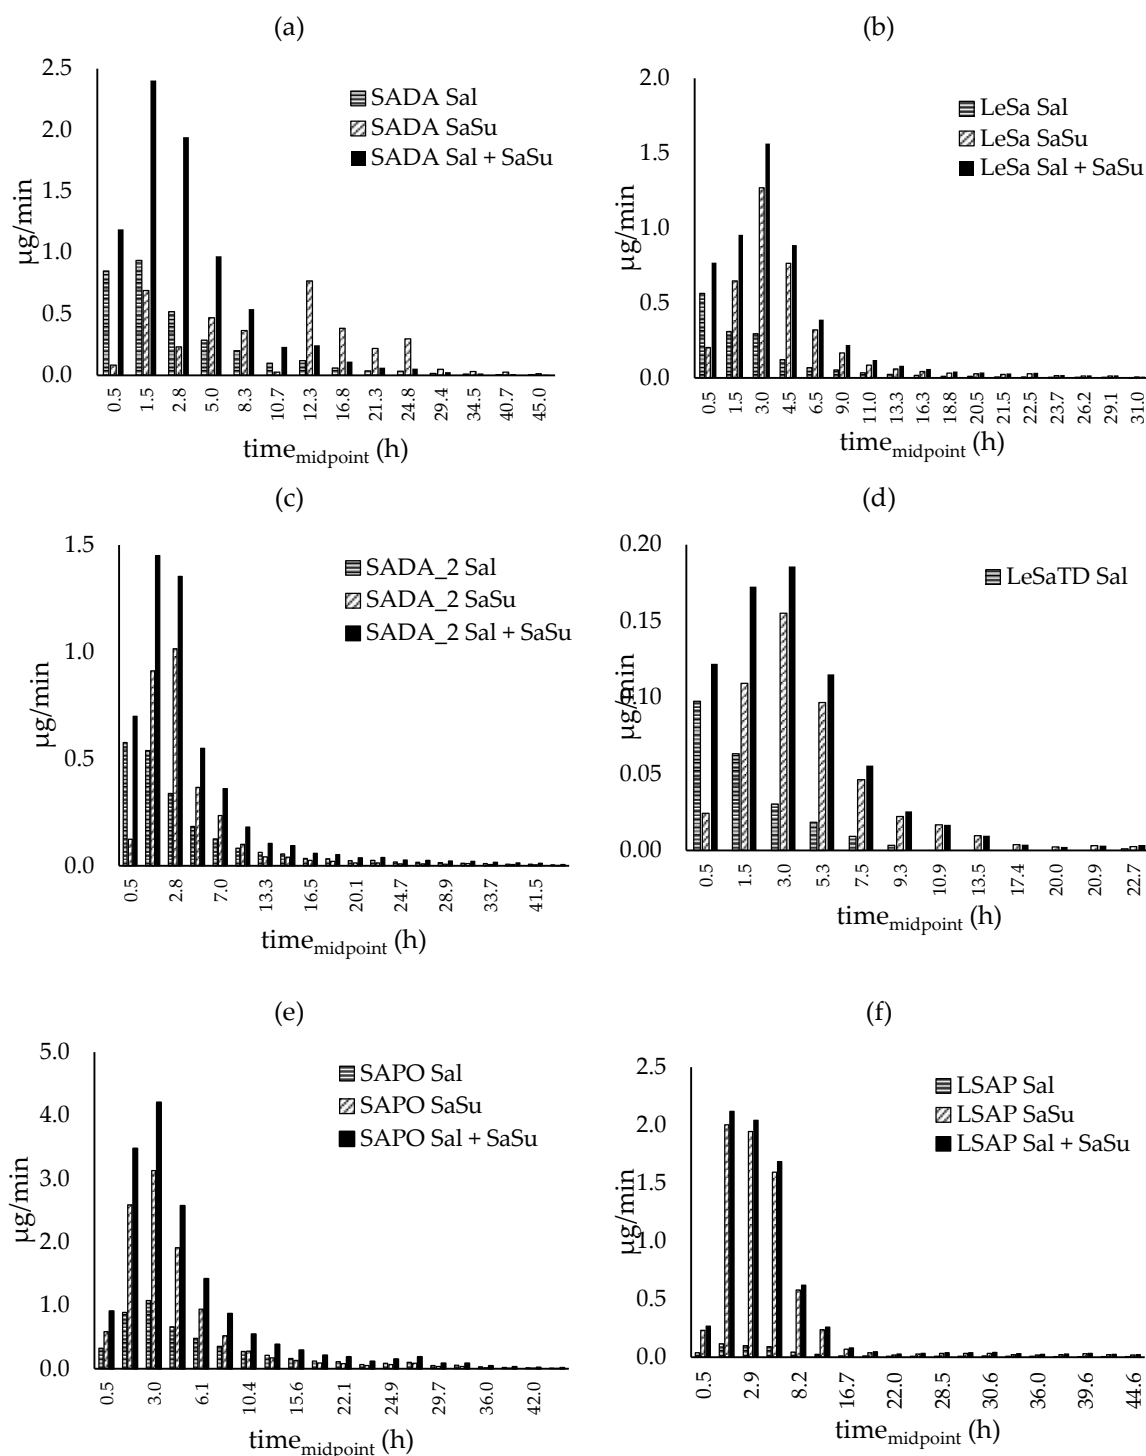 (a)
2.5
2.0
1.5
1.0
0.5
0.0
µg/min
SADA Sal
SADA SaSu
SADA Sal + SaSu
0.5 1.5 2.8 5.0 8.3 10.7 12.3 16.8 21.3 24.8 29.4 34.5 40.7 45.0
time midpoint (h)
(b)
2.0
1.5
1.0
0.5
0.0
µg/min
LeSa Sal
LeSa SaSu
LeSa Sal + SaSu
0.5 1.5 3.0 4.5 6.5 9.0 11.0 13.3 16.3 18.8 20.5 21.5 22.5 23.7 26.2 29.1 31.0
time midpoint (h)
(c)
1.5
1.0
0.5
0.0
µg/min
SADA_2 Sal
SADA_2 SaSu
SADA_2 Sal + SaSu
0.5 2.8 7.0 13.3 16.5 20.1 24.7 28.9 33.7 41.5
time midpoint (h)
(d)
0.20
0.15
0.10
0.05
0.00
µg/min
LeSaTD Sal
0.5 1.5 3.0 5.3 7.5 9.3 10.9 13.5 17.4 20.0 20.9 22.7
time midpoint (h)
(e)
5.0
4.0
3.0
2.0
1.0
0.0
µg/min
SAPO Sal
SAPO SaSu
SAPO Sal + SaSu
0.5 3.0 6.1 10.4 15.6 22.1 24.9 29.7 36.0 42.0
time midpoint (h)
(f)
2.5
2.0
1.5
1.0
0.5
0.0
µg/min
LSAP Sal
LSAP SaSu
LSAP Sal + SaSu
0.5 2.9 8.2 16.7 22.0 28.5 30.6 36.0 39.6 44.6
time midpoint (h)